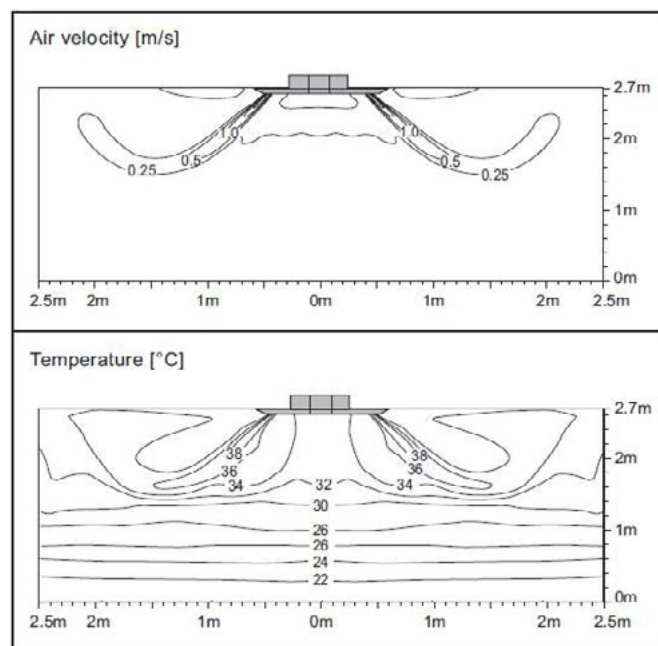 Air velocity [m/s]
2.7m
1.0 1.0 2m
0.5 0.5
0.25 0.25
1m
0m
2.5m 2m 1m 0m 1m 2m 2.5m
Temperature [°C]
2.7m
38 38 2m
36 36
34 32 34
30
26 1m
26
24
22
0m
2.5m 2m 1m 0m 1m 2m 2.5m